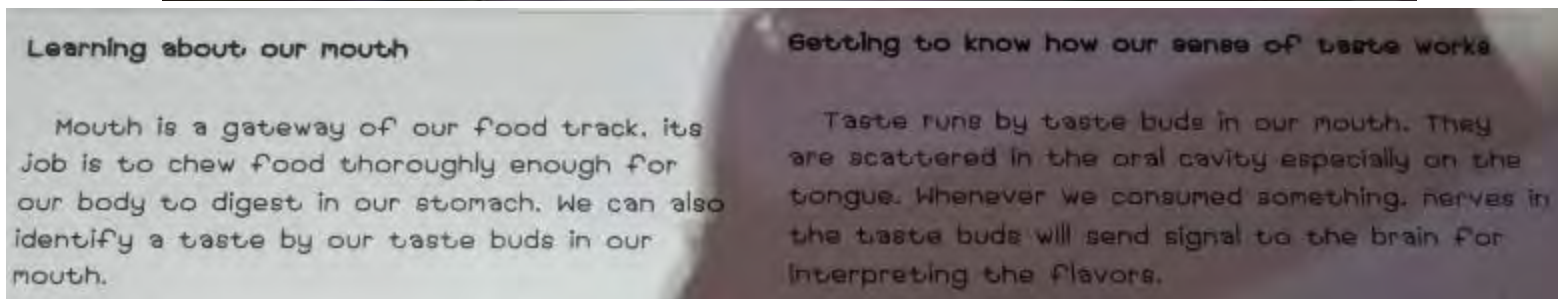 Learning about our mouth
Mouth is a gateway of our food track, its
job is to chew food thoroughly enough for
our body to digest in our stomach. We can also
identify a taste by our taste buds in our
mouth.
Getting to know how our sense of taste works
Taste runs by taste buds in our mouth. They
are scattered in the oral cavity especially on the
tongue. Whenever we consumed something, nerves in
the taste buds will send signal to the brain for
interpreting the flavors.